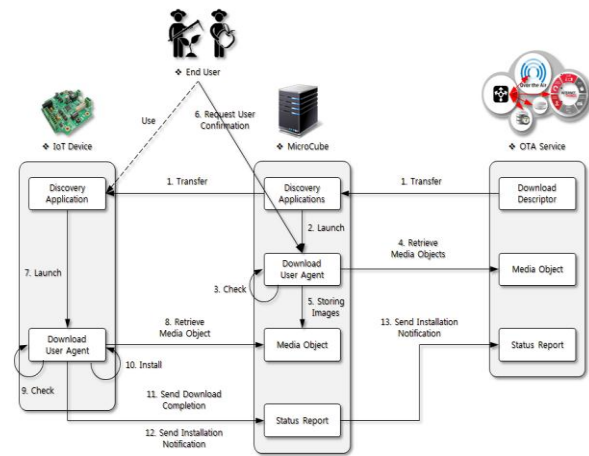 ❖ End User
Over the Air
INTERNET
❖ IoT Device
Use
6. Request User
Confirmation
❖ MicroCube
❖ OTA Service
Discovery
Application
1. Transfer
Discovery
Applications
1. Transfer
Download
Descriptor
2. Launch
7. Launch
3. Check
Download
User Agent
4. Retrieve
Media Objects
Media Object
5. Storing
Images
Download
User Agent
8. Retrieve
Media Object
Media Object
13. Send Installation
Notification
Status Report
9. Check
10. Install
11. Send Download
Completion
12. Send Installation
Notification
Status Report